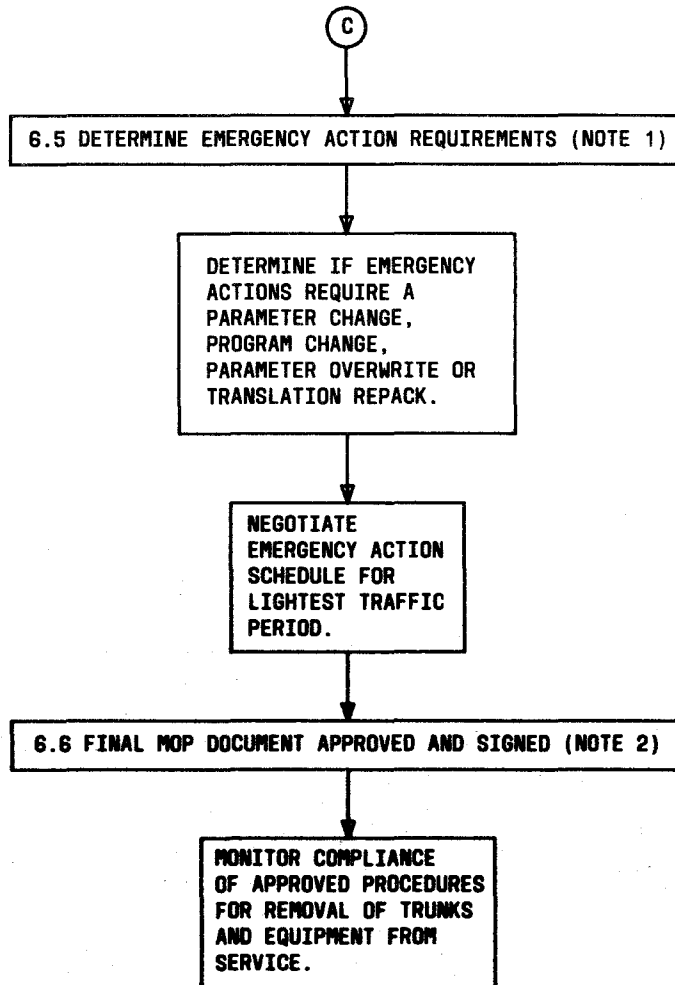 C
6.5 DETERMINE EMERGENCY ACTION REQUIREMENTS (NOTE 1)
DETERMINE IF EMERGENCY
ACTIONS REQUIRE A
PARAMETER CHANGE,
PROGRAM CHANGE,
PARAMETER OVERWRITE OR
TRANSLATION REPACK.
NEGOTIATE
EMERGENCY ACTION
SCHEDULE FOR
LIGHTEST TRAFFIC
PERIOD.
6.6 FINAL MOP DOCUMENT APPROVED AND SIGNED (NOTE 2)
MONITOR COMPLIANCE
OF APPROVED PROCEDURES
FOR REMOVAL OF TRUNKS
AND EQUIPMENT FROM
SERVICE.